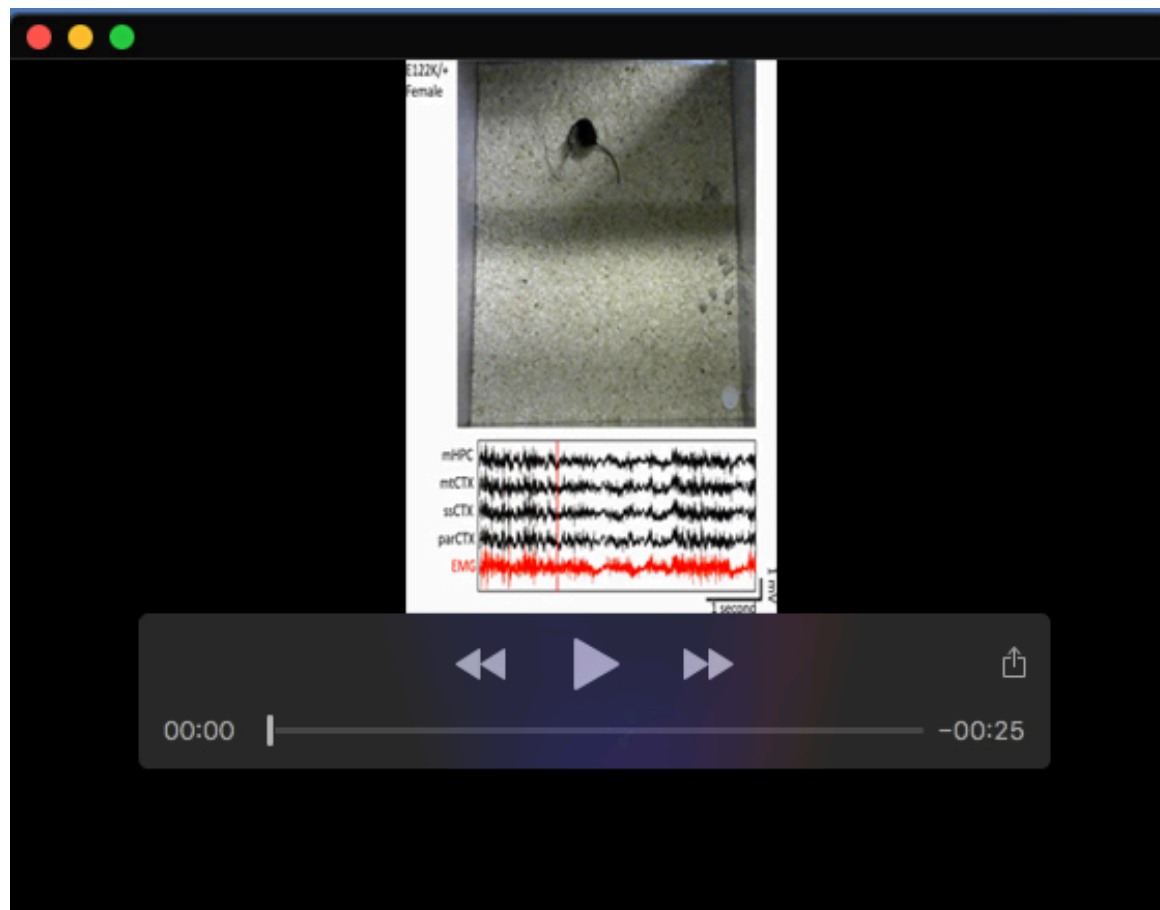 E122K/+
Female
mHPC
mtCTX
ssCTX
parCTX
EMG
1 mV
1 second
00:00
-00:25